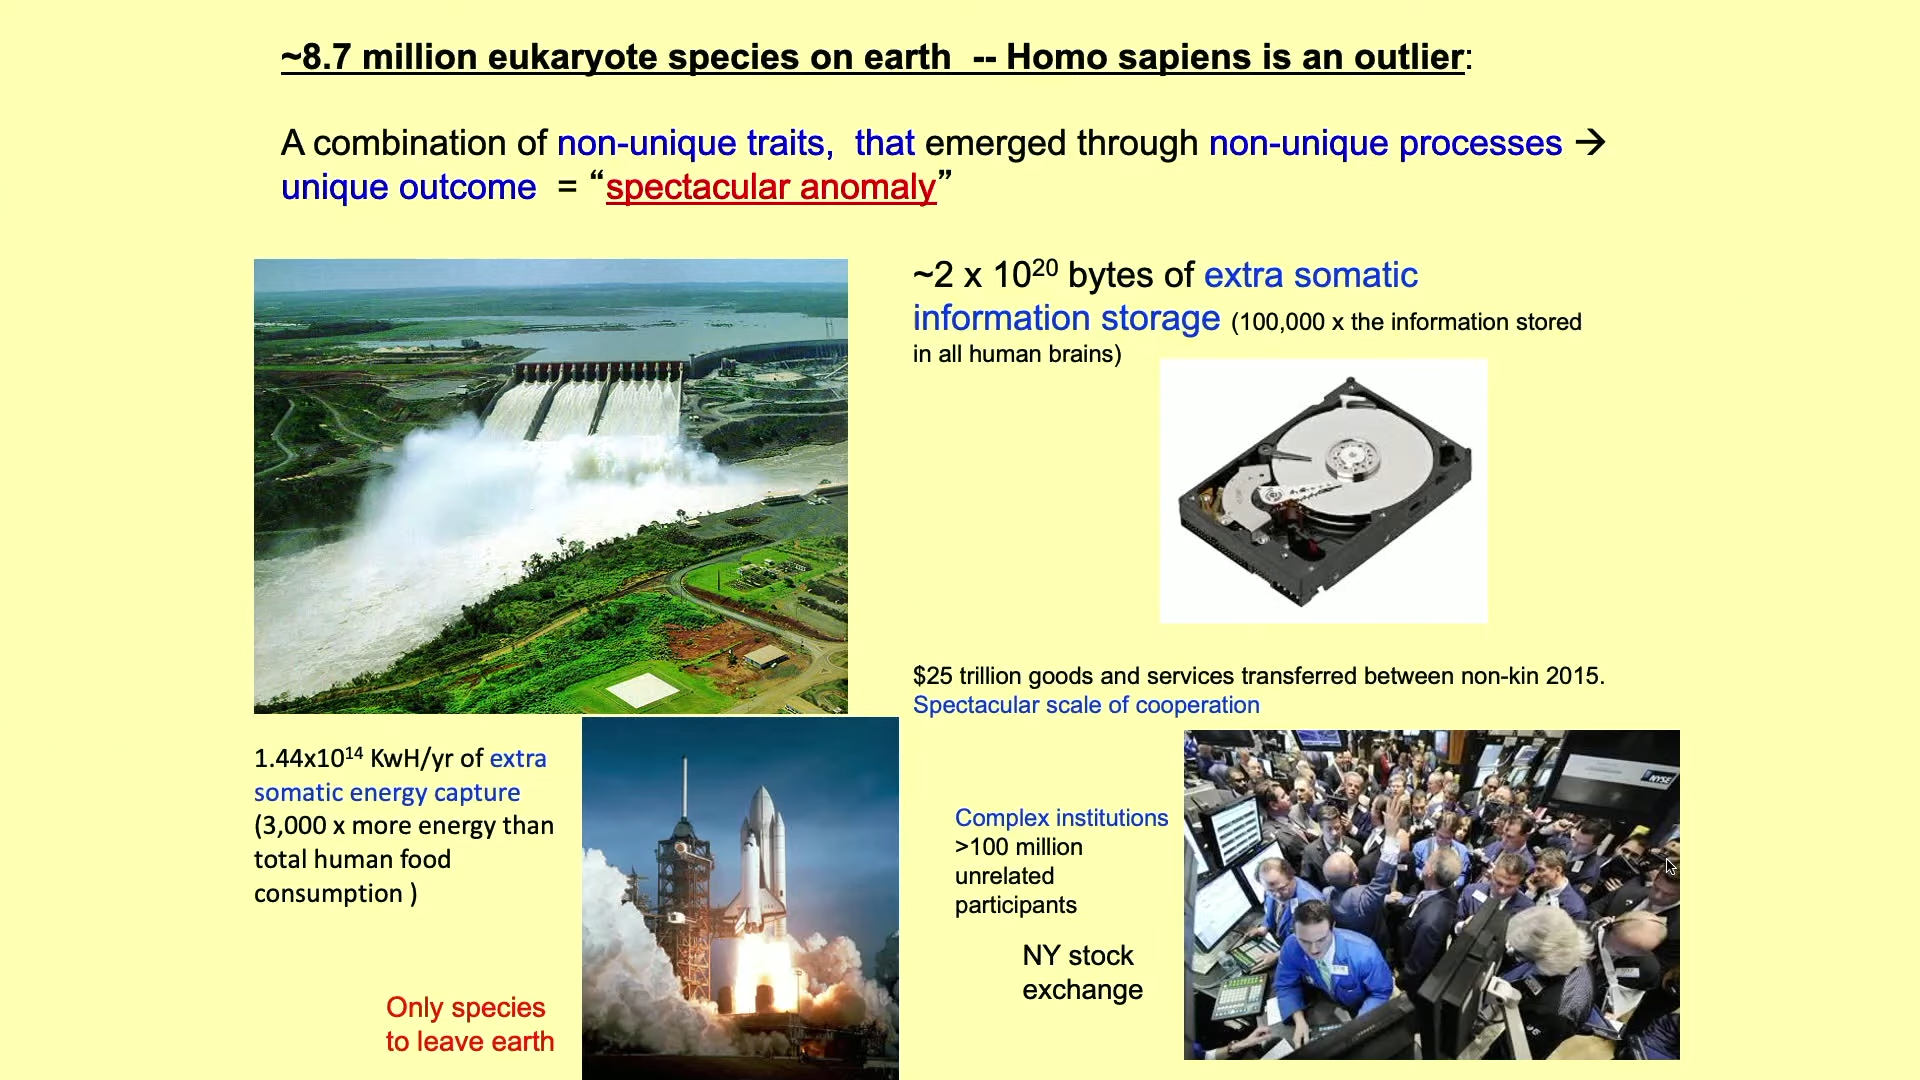 ~8.7 million eukaryote species on earth -- Homo sapiens is an outlier:
A combination of non-unique traits, that emerged through non-unique processes →
unique outcome = “spectacular anomaly”
~2 x 10²⁰ bytes of extra somatic
information storage (100,000 x the information stored
in all human brains)
$25 trillion goods and services transferred between non-kin 2015.
Spectacular scale of cooperation
1.44x10¹⁴ KwH/yr of extra
somatic energy capture
(3,000 x more energy than
total human food
consumption )
Only species
to leave earth
Complex institutions
>100 million
unrelated
participants
NY stock
exchange
NYSE